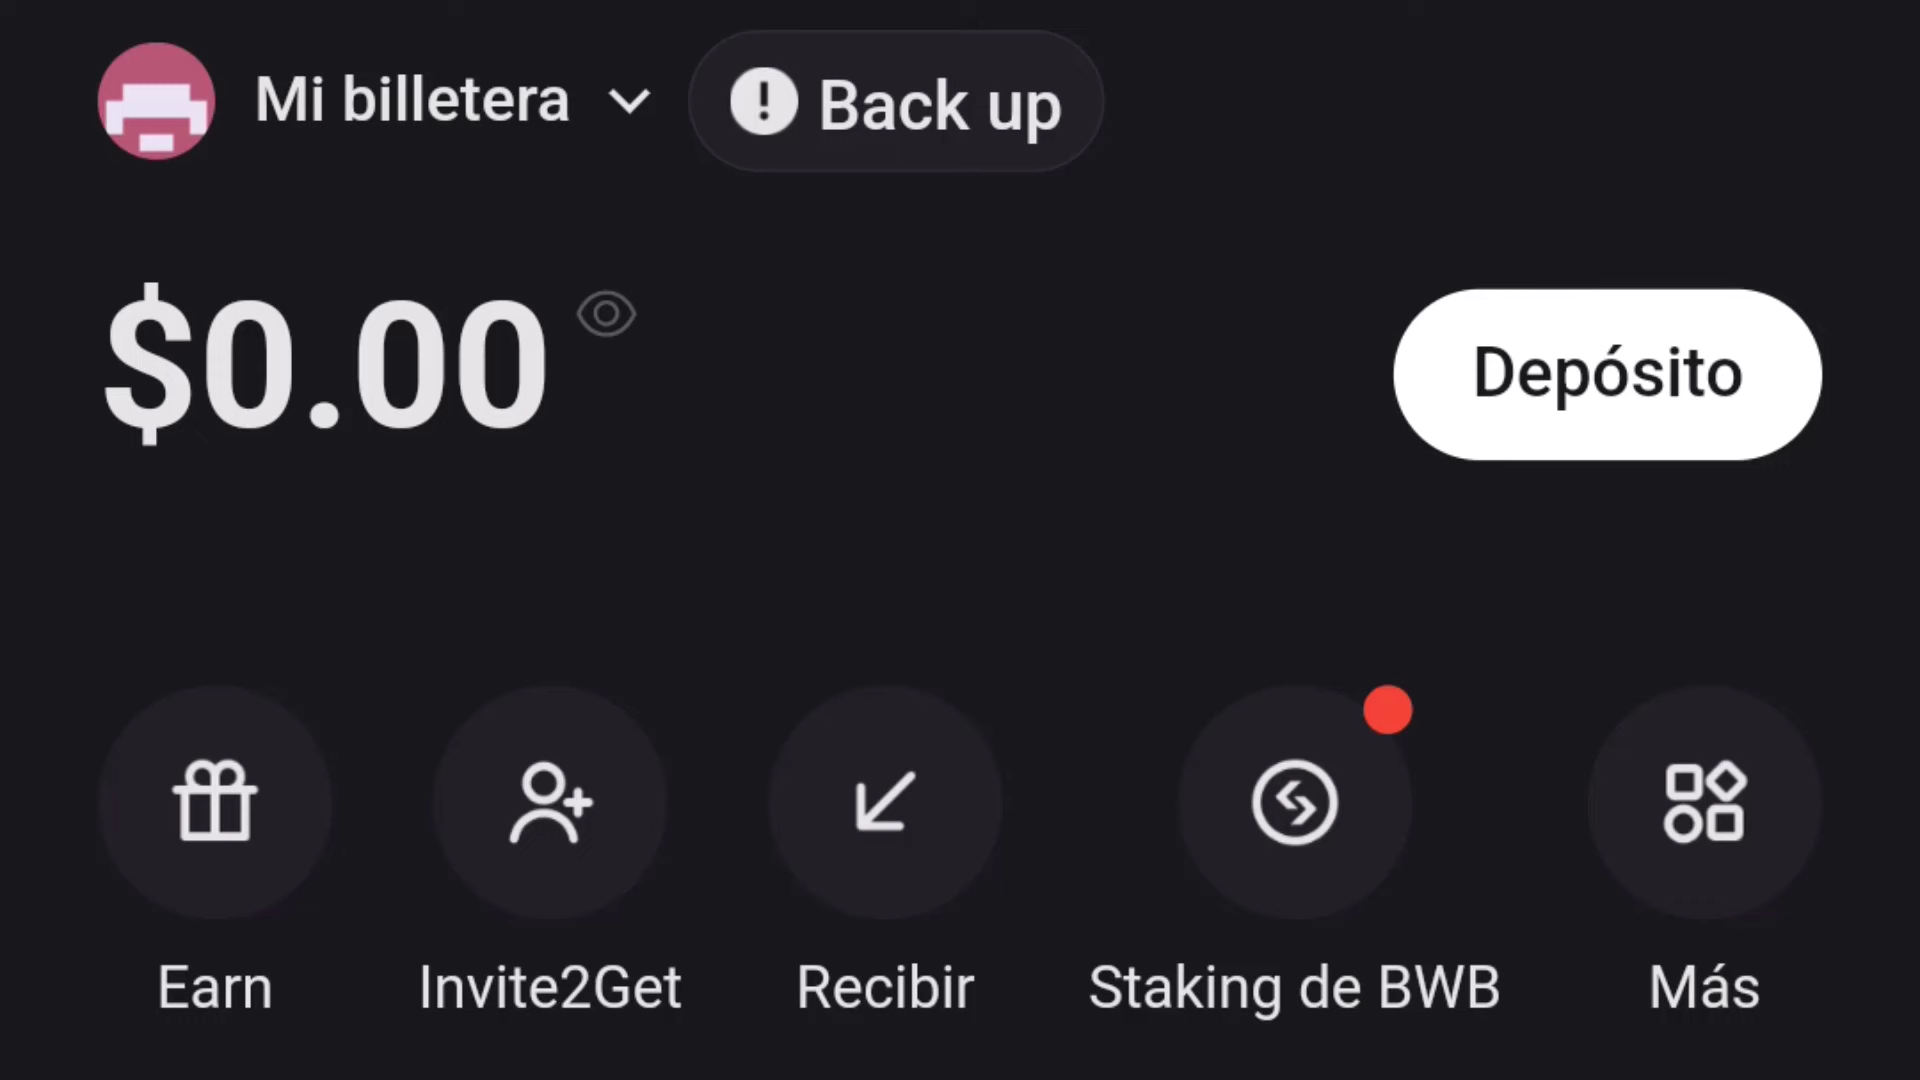 Mi billetera
Back up
$0.00
Depósito
Earn
Invite2Get
Recibir
Staking de BWB
Más